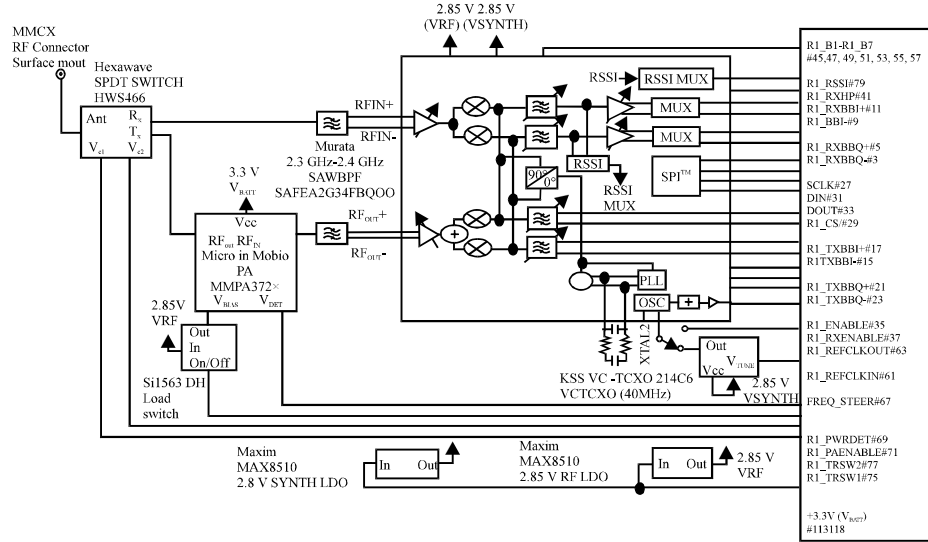 2.85 V 2.85 V
(VRF) (VSYNTH)
MMCX
RF Connector
Surface mout
Hexawave
SPDT SWITCH
HWS466
Ant Rx
Tx
Vc1 Vc2
RFIN+
RFIN-
Murata
2.3 GHz-2.4 GHz
SAWBPF
SAFEA2G34FBQOO
3.3 V
VBATT
Vcc
RFout RFIN
Micro in Mobio
PA
MMPA372×
VBIAS VDET
RFOUT+
RFOUT-
2.85V
VRF
Out
In
On/Off
Si1563 DH
Load
switch
RSSI
RSSI MUX
MUX
MUX
RSSI
RSSI
MUX
SPI™
90°
0°
PLL
OSC
XTAL2
KSS VC -TCXO 214C6
VCTCXO (40MHz)
Out
VTUNE
Vcc
2.85 V
VSYNTH
Maxim
MAX8510
2.8 V SYNTH LDO
In Out
Maxim
MAX8510
2.85 V RF LDO
In Out
2.85 V
VRF
R1_B1-R1_B7
#45,47, 49, 51, 53, 55, 57
R1_RSSI#79
R1_RXHP#41
R1_RXBBI+#11
R1_BBI-#9
R1_RXBBQ+#5
R1_RXBBQ-#3
SCLK#27
DIN#31
DOUT#33
R1_CS/#29
R1_TXBBI+#17
R1TXBBI-#15
R1_TXBBQ+#21
R1_TXBBQ-#23
R1_ENABLE#35
R1_RXENABLE#37
R1_REFCLKOUT#63
R1_REFCLKIN#61
FREQ_STEER#67
R1_PWRDET#69
R1_PAENABLE#71
R1_TRSW2#77
R1_TRSW1#75
+3.3V (VBATT)
#113118